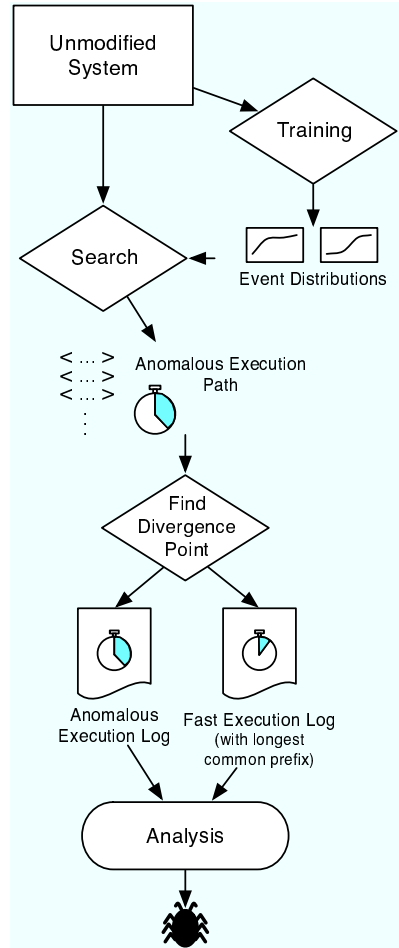 Unmodified
System
Training
Search
Event Distributions
< ... >
< ... >
< ... >
Anomalous Execution
Path
Find
Divergence
Point
Anomalous
Execution Log
Fast Execution Log
(with longest
common prefix)
Analysis